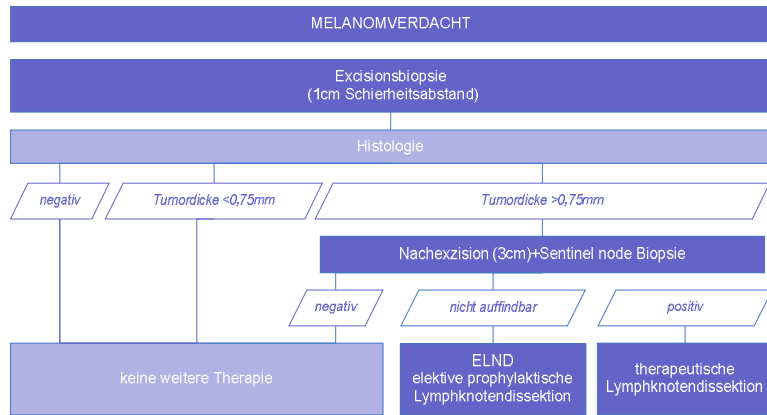 MELANOMVERDACHT
Excisionsbiopsie
(1cm Schierheitsabstand)
Histologie
negativ
Tumordicke <0,75mm
Tumordicke >0,75mm
Nachexzision (3cm)+Sentinel node Biopsie
negativ
nicht auffindbar
positiv
keine weitere Therapie
ELND
elektive prophylaktische
Lymphknotendissektion
therapeutische
Lymphknotendissektion